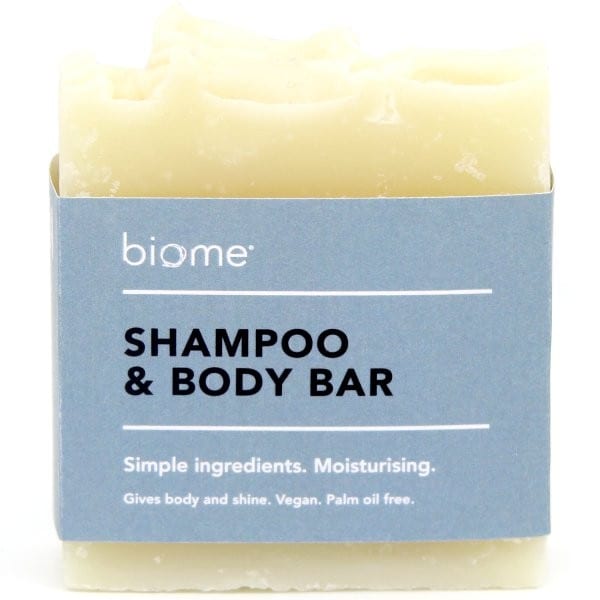 biome
SHAMPOO
& BODY BAR
Simple ingredients. Moisturising.
Gives body and shine. Vegan. Palm oil free.